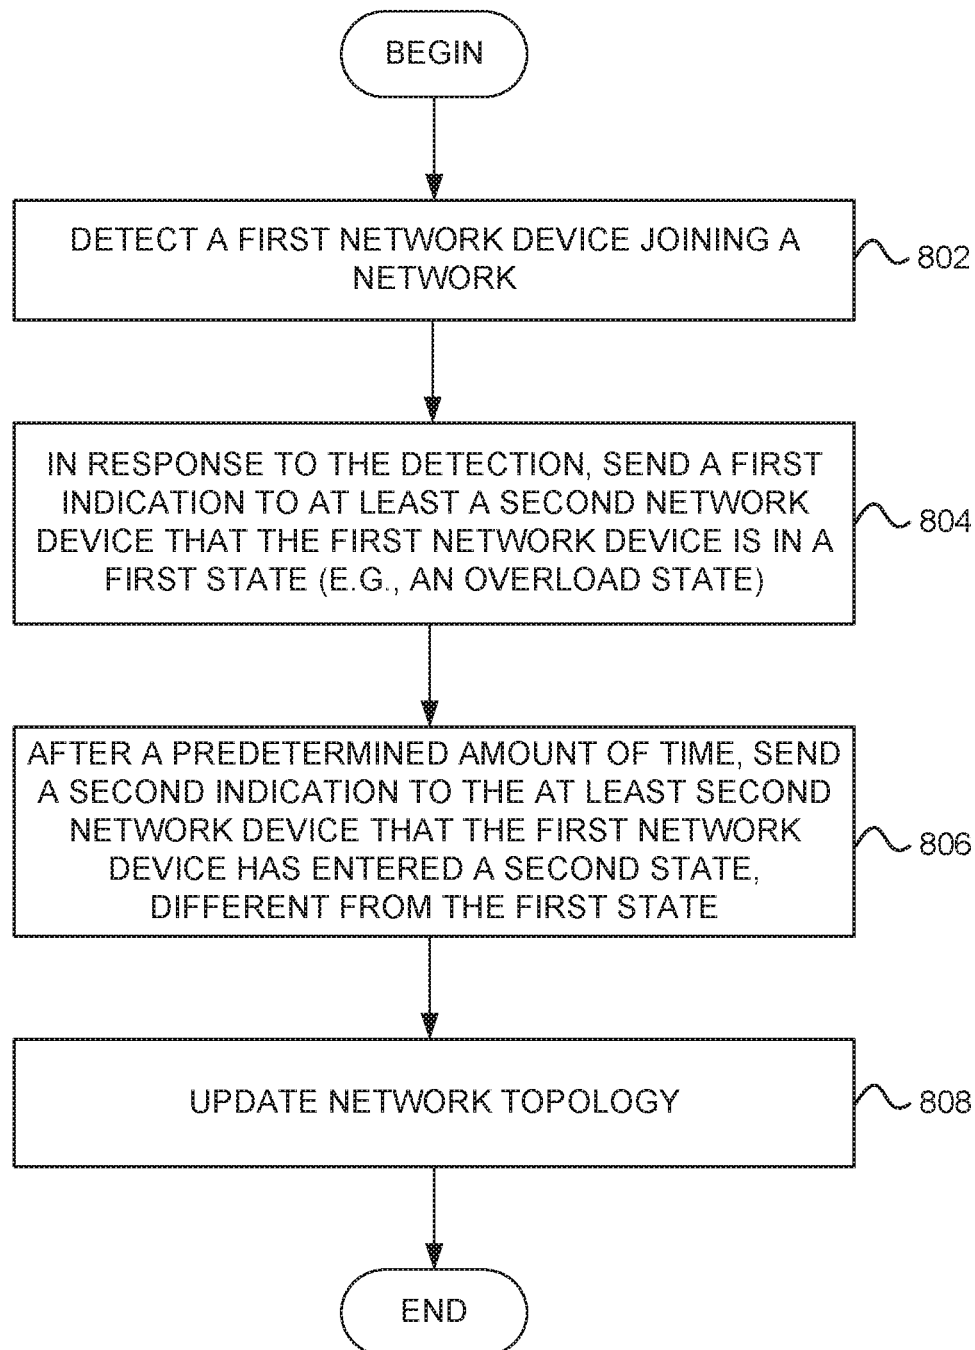 BEGIN
DETECT A FIRST NETWORK DEVICE JOINING A
NETWORK
802
IN RESPONSE TO THE DETECTION, SEND A FIRST
INDICATION TO AT LEAST A SECOND NETWORK
DEVICE THAT THE FIRST NETWORK DEVICE IS IN A
FIRST STATE (E.G., AN OVERLOAD STATE)
804
AFTER A PREDETERMINED AMOUNT OF TIME, SEND
A SECOND INDICATION TO THE AT LEAST SECOND
NETWORK DEVICE THAT THE FIRST NETWORK
DEVICE HAS ENTERED A SECOND STATE,
DIFFERENT FROM THE FIRST STATE
806
UPDATE NETWORK TOPOLOGY
808
END